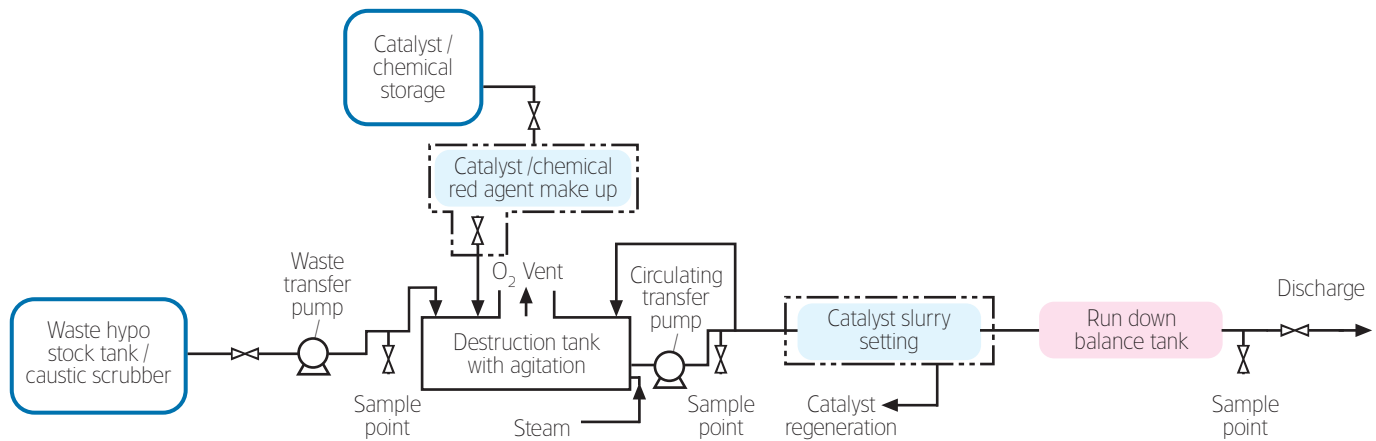 Catalyst /
chemical
storage
Catalyst /chemical
red agent make up
Waste
transfer
pump
O2 Vent
Circulating
transfer
pump
Discharge
Waste hypo
stock tank /
caustic scrubber
Destruction tank
with agitation
Catalyst slurry
setting
Run down
balance tank
Sample
point
Steam
Sample
point
Catalyst
regeneration
Sample
point